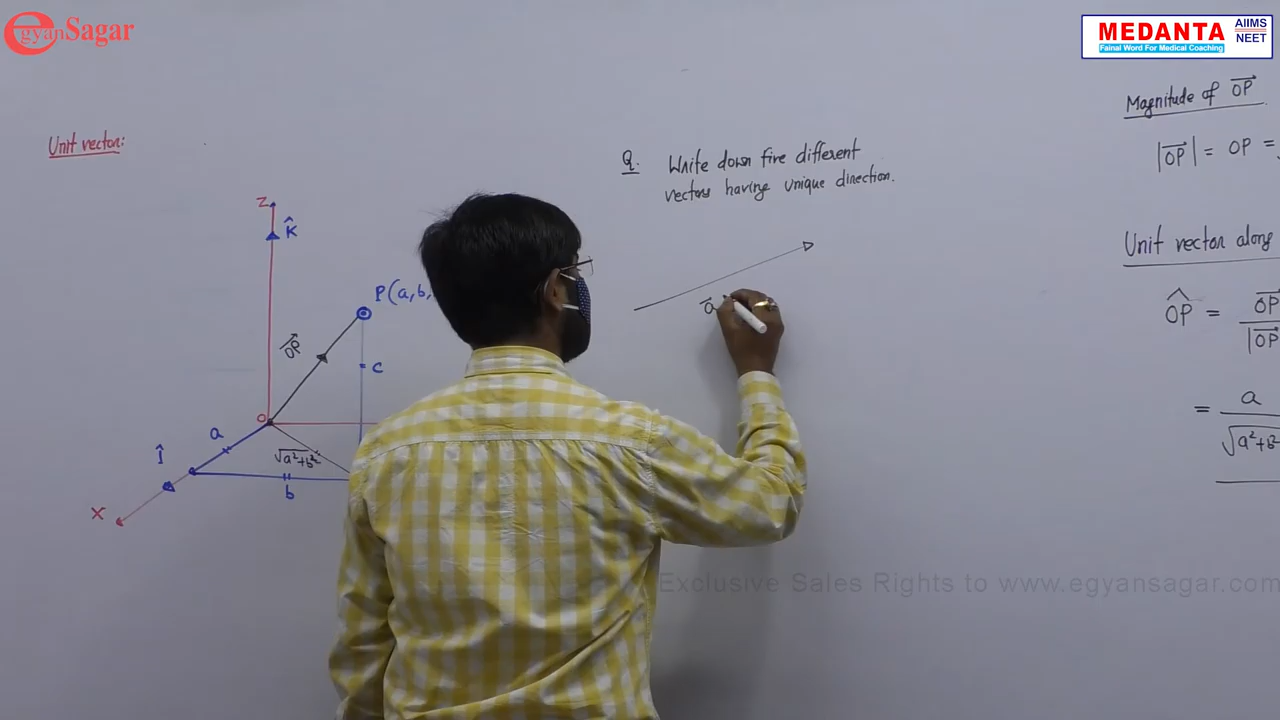 egyanSagar
MEDANTA
AIIMS
NEET
Fainal Word For Medical Coaching
Unit vector:
Q. Write down five different
vectors having unique direction.
Magnitude of OP⃗
|OP⃗| = OP =
Unit vector along
OP̂ = OP⃗
|OP⃗|
= a
√a²+b²
Z
k̂
P(a, b,
OP⃗
c
O
a
î
√a²+b²
b
X
a⃗
Exclusive Sales Rights to www.egyansagar.com